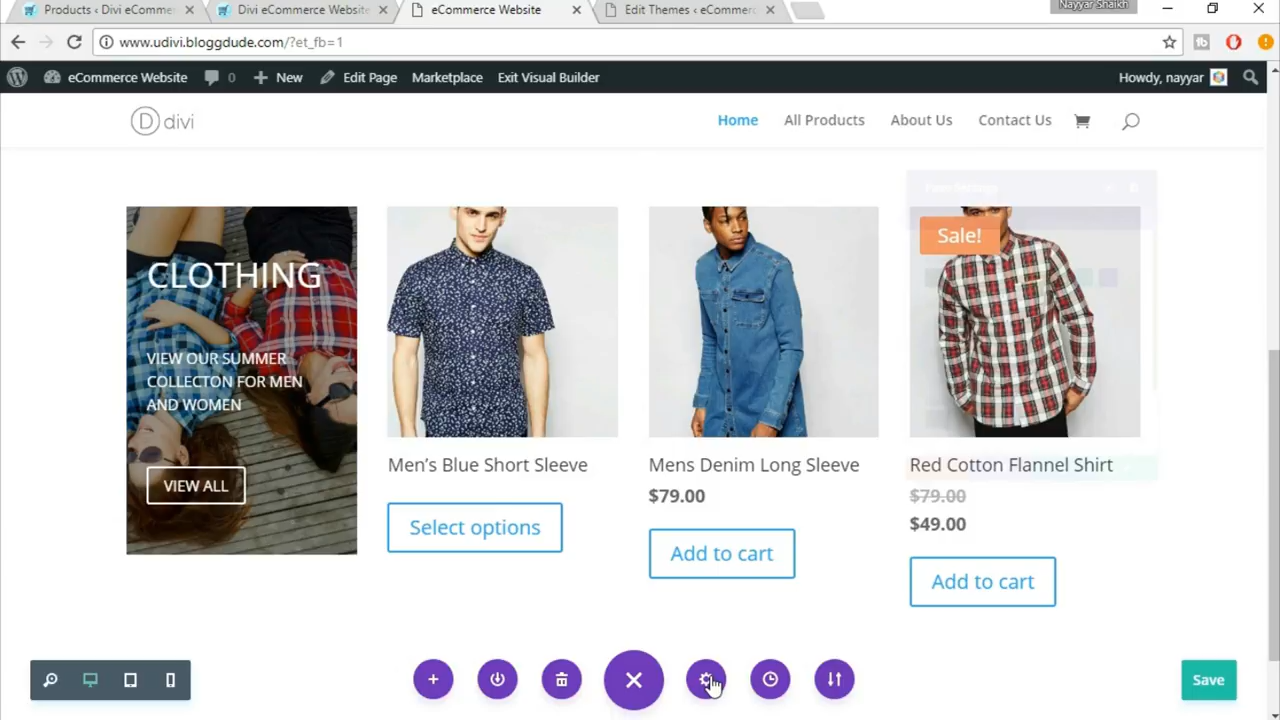 Products ‹ Divi eCommerc
Divi eCommerce Website
eCommerce Website
Edit Themes ‹ eCommerc
Nayyar Shaikh
www.udivi.bloggdude.com/?et_fb=1
eCommerce Website
0
New
Edit Page
Marketplace
Exit Visual Builder
Howdy, nayyar
D divi
Home
All Products
About Us
Contact Us
Page Settings
Sale!
CLOTHING
VIEW OUR SUMMER
COLLECTON FOR MEN
AND WOMEN
VIEW ALL
Men’s Blue Short Sleeve
Select options
Mens Denim Long Sleeve
$79.00
Add to cart
Red Cotton Flannel Shirt
$79.00
$49.00
Add to cart
Save